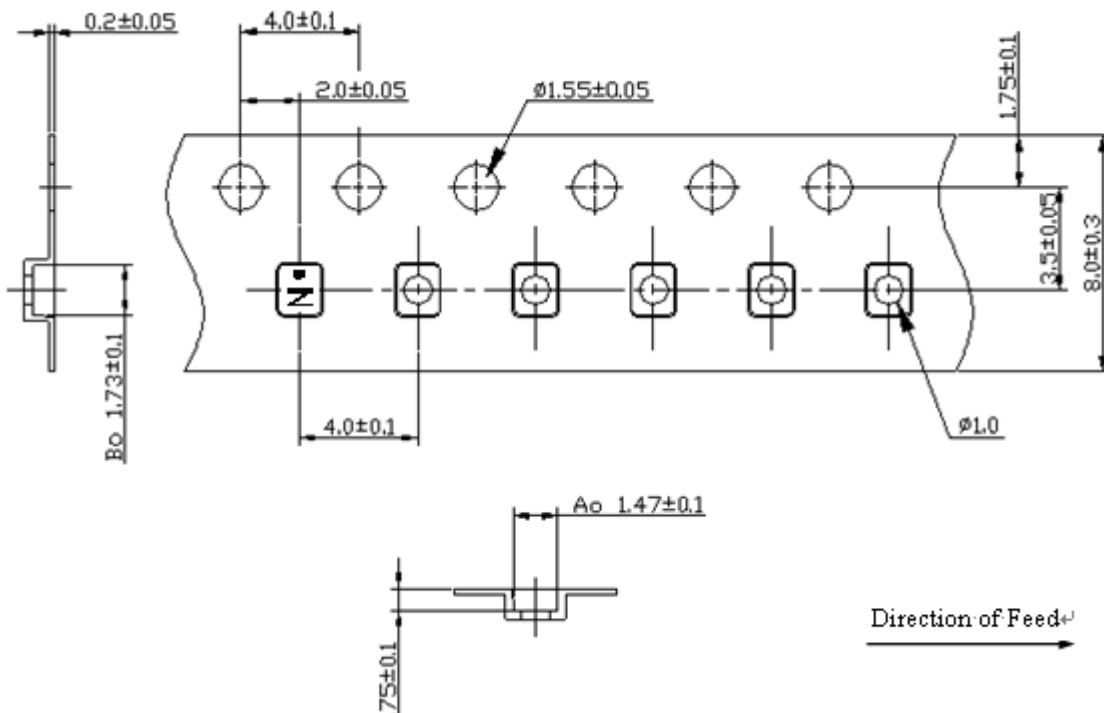 0.2±0.05
4.0±0.1
2.0±0.05
ø1.55±0.05
1.75±0.1
3.5±0.05
8.0±0.3
N
Bo 1.73±0.1
4.0±0.1
ø1.0
Ao 1.47±0.1
75±0.1
Direction of Feed↵